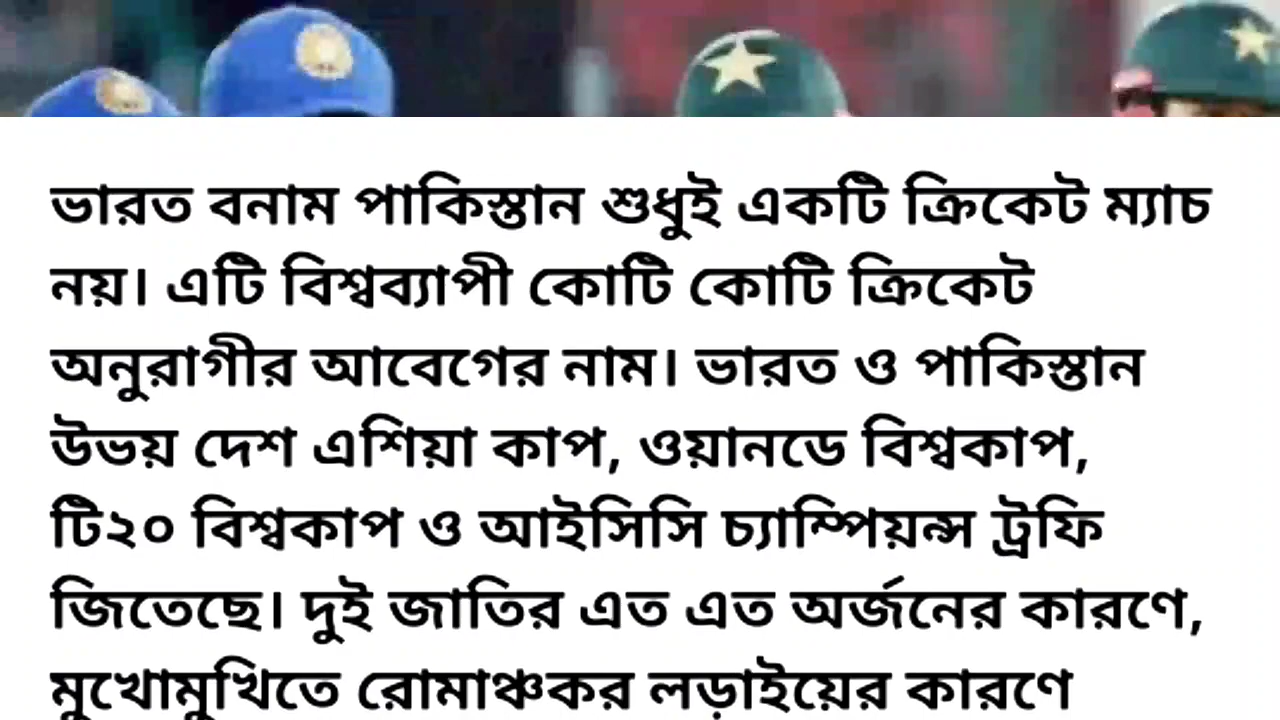 ভারত বনাম পাকিস্তান শুধুই একটি ক্রিকেট ম্যাচ
নয়। এটি বিশ্বব্যাপী কোটি কোটি ক্রিকেট
অনুরাগীর আবেগের নাম। ভারত ও পাকিস্তান
উভয় দেশ এশিয়া কাপ, ওয়ানডে বিশ্বকাপ,
টি২০ বিশ্বকাপ ও আইসিসি চ্যাম্পিয়ন্স ট্রফি
জিতেছে। দুই জাতির এত এত অর্জনের কারণে,
মুখোমুখিতে রোমাঞ্চকর লড়াইয়ের কারণে